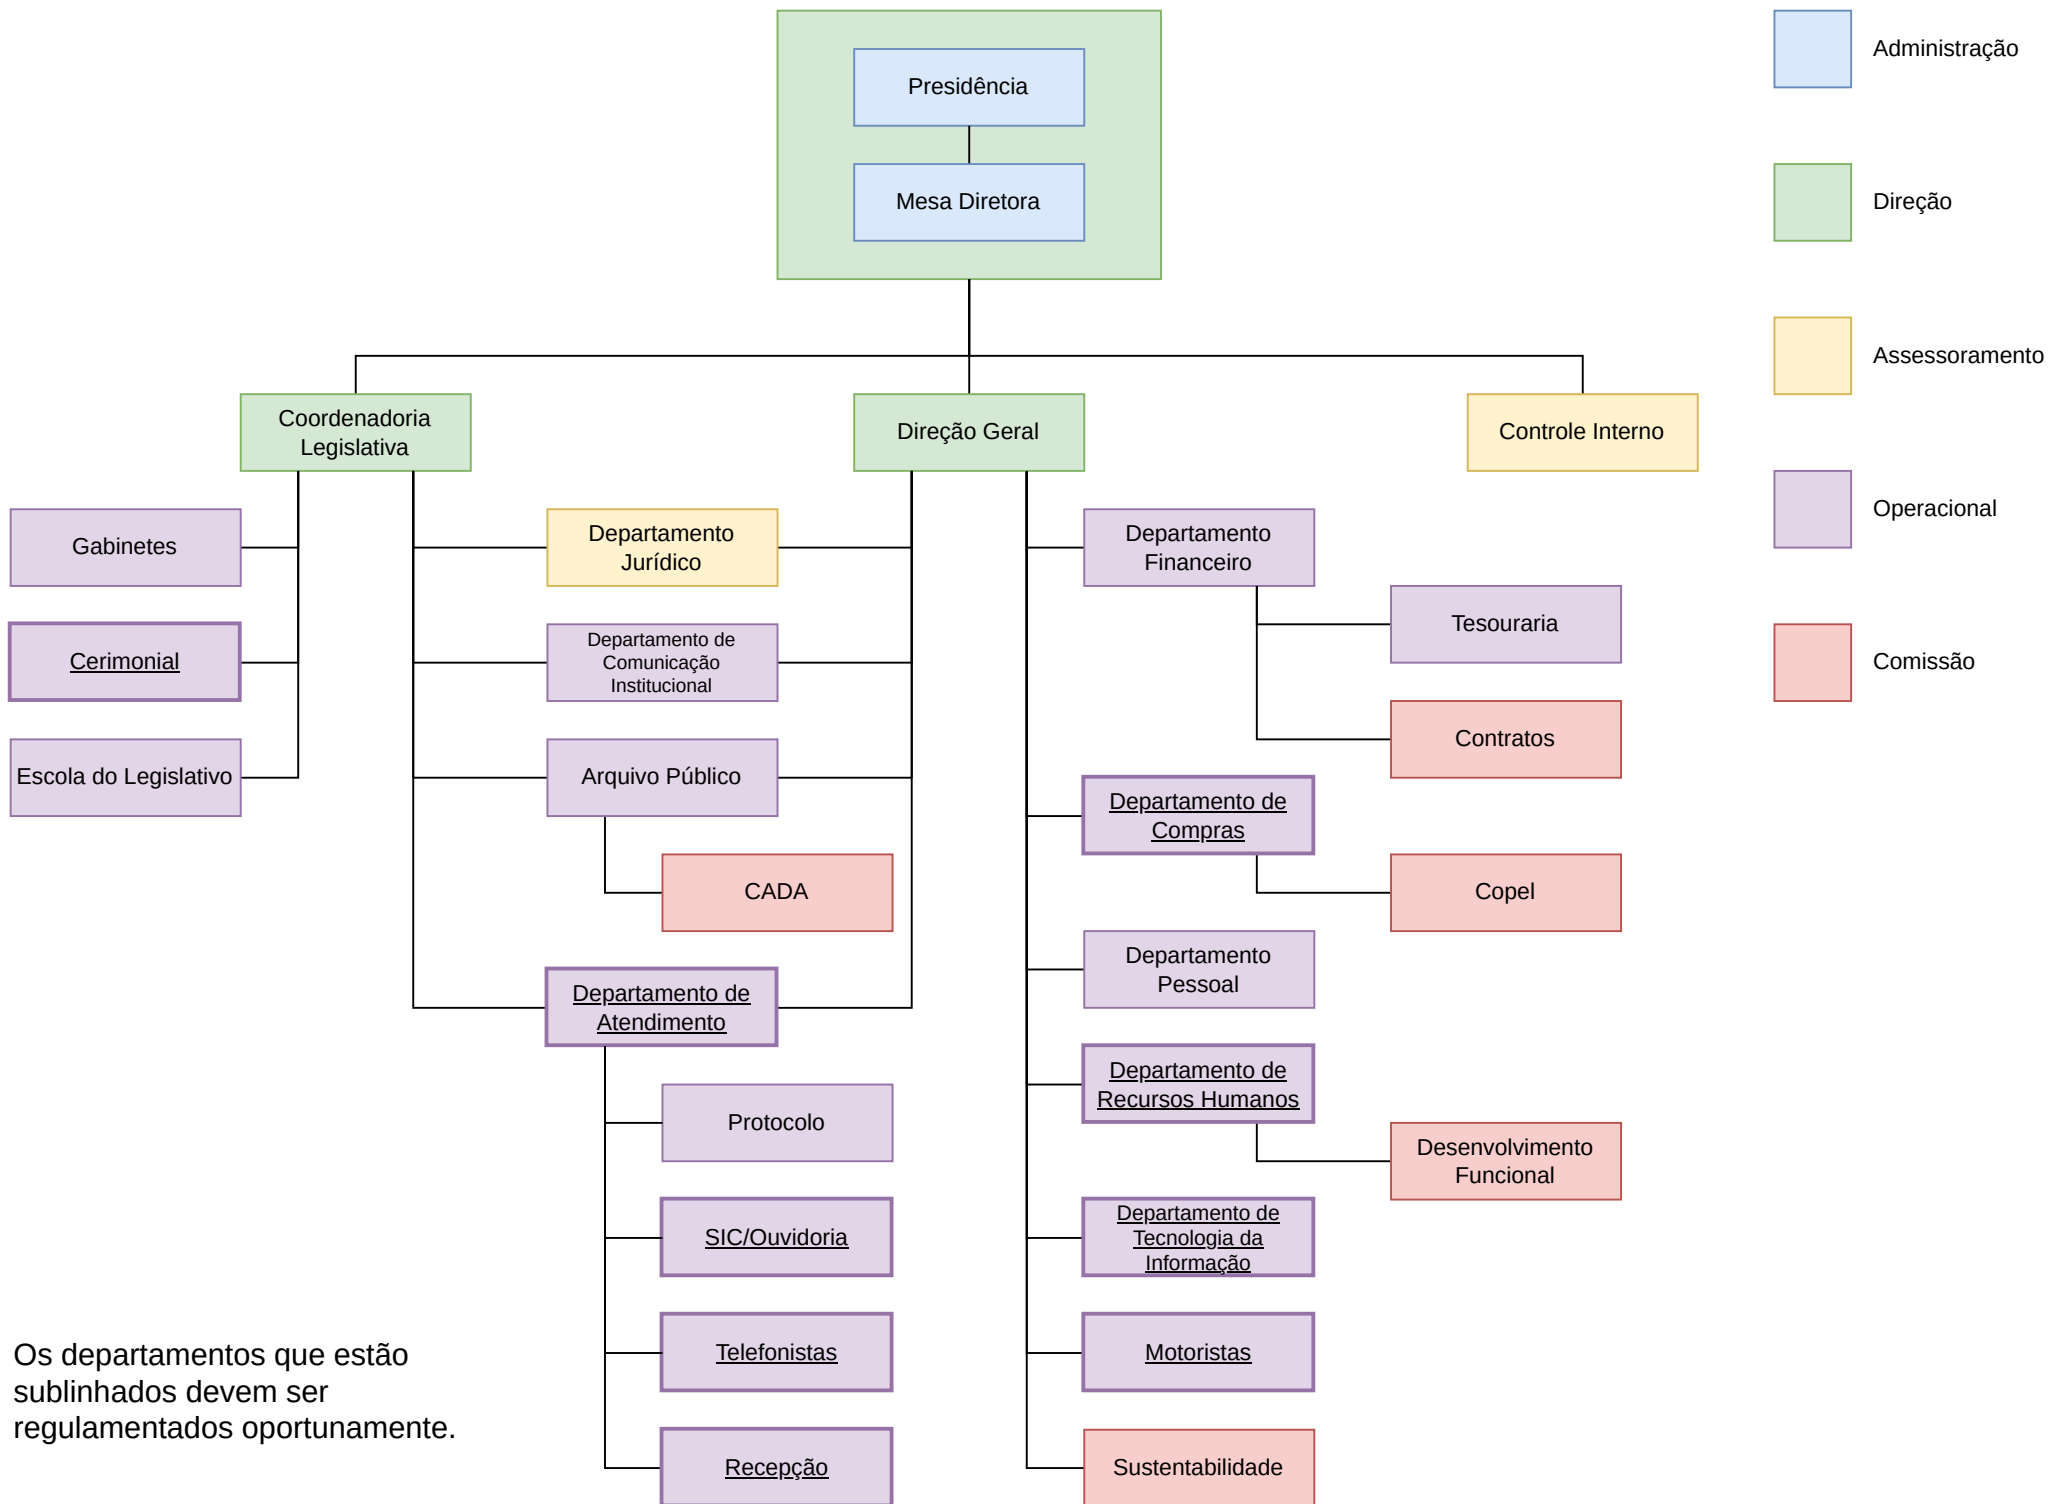 Presidência
Administração
Mesa Diretora
Direção
Assessoramento
Coordenadoria
Legislativa
Direção Geral
Controle Interno
Operacional
Gabinetes
Departamento
Jurídico
Departamento
Financeiro
Tesouraria
Cerimonial
Departamento de
Comunicação
Institucional
Comissão
Contratos
Escola do Legislativo
Arquivo Público
Departamento de
Compras
CADA
Copel
Departamento
Pessoal
Departamento de
Atendimento
Departamento de
Recursos Humanos
Protocolo
Desenvolvimento
Funcional
SIC/Ouvidoria
Departamento de
Tecnologia da
Informação
Telefonistas
Motoristas
Os departamentos que estão
sublinhados devem ser
regulamentados oportunamente.
Recepção
Sustentabilidade